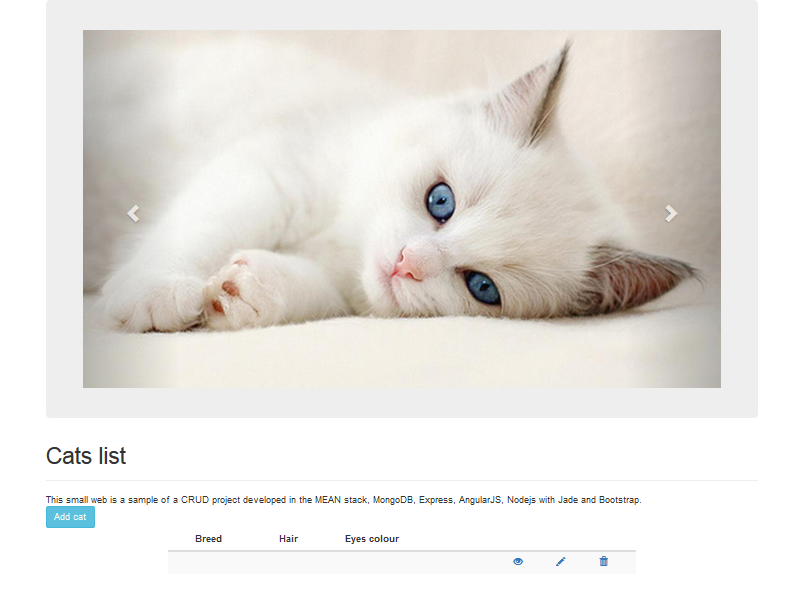 Cats list
This small web is a sample of a CRUD project developed in the MEAN stack, MongoDB, Express, AngularJS, Nodejs with Jade and Bootstrap.
Add cat
Breed Hair Eyes colour